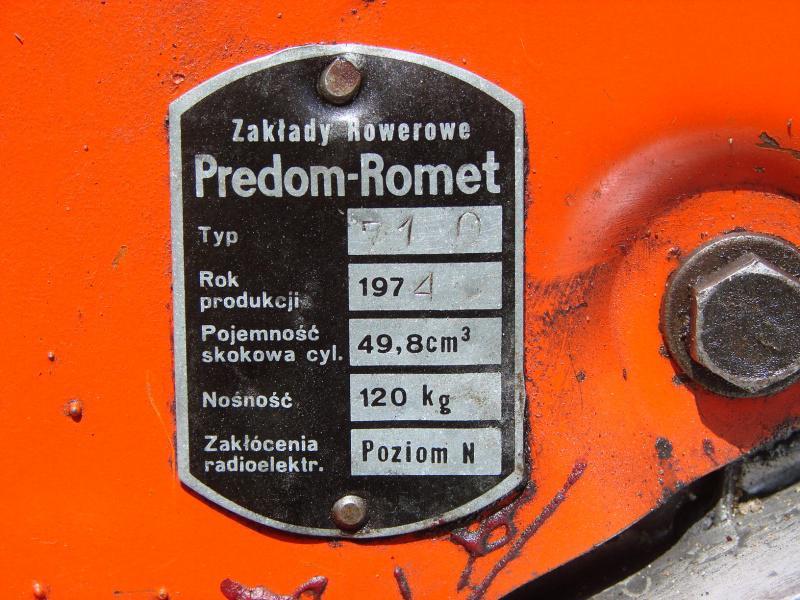 Zakłady Rowerowe
Predom-Romet
Typ 710
Rok
produkcji 1974
Pojemność
skokowa cyl. 49,8cm³
Nośność 120 kg
Zakłócenia
radioelektr. Poziom N